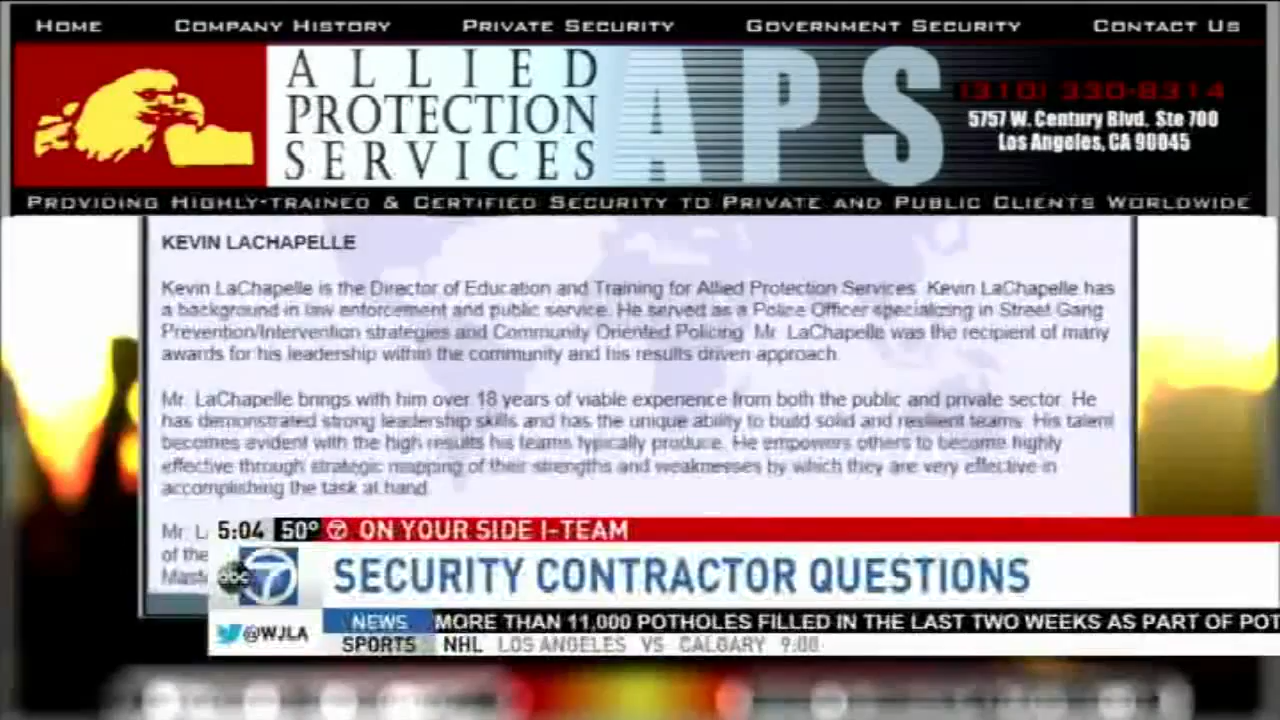 HOME COMPANY HISTORY PRIVATE SECURITY GOVERNMENT SECURITY CONTACT US
ALLIED
PROTECTION
SERVICES
APS
(310) 330-8314
5757 W. Century Blvd. Ste 700
Los Angeles, CA 90045
PROVIDING HIGHLY-TRAINED & CERTIFIED SECURITY TO PRIVATE AND PUBLIC CLIENTS WORLDWIDE
KEVIN LACHAPELLE
Kevin LaChapelle is the Director of Education and Training for Allied Protection Services. Kevin LaChapelle has
a background in law enforcement and public service. He served as a Police Officer specializing in Street Gang
Prevention/Intervention strategies and Community Oriented Policing. Mr. LaChapelle was the recipient of many
awards for his leadership within the community and his results driven approach.
Mr. LaChapelle brings with him over 18 years of viable experience from both the public and private sector. He
has demonstrated strong leadership skills and has the unique ability to build solid and resilient teams. His talent
becomes evident with the high results his teams typically produce. He empowers others to become highly
effective through strategic mapping of their strengths and weaknesses by which they are very effective in
accomplishing the task at hand.
Mr. L
of the
5:04 50° 7 ON YOUR SIDE I-TEAM
abc 7
SECURITY CONTRACTOR QUESTIONS
@WJLA
NEWS MORE THAN 11,000 POTHOLES FILLED IN THE LAST TWO WEEKS AS PART OF POT
SPORTS NHL LOS ANGELES VS CALGARY 9:00